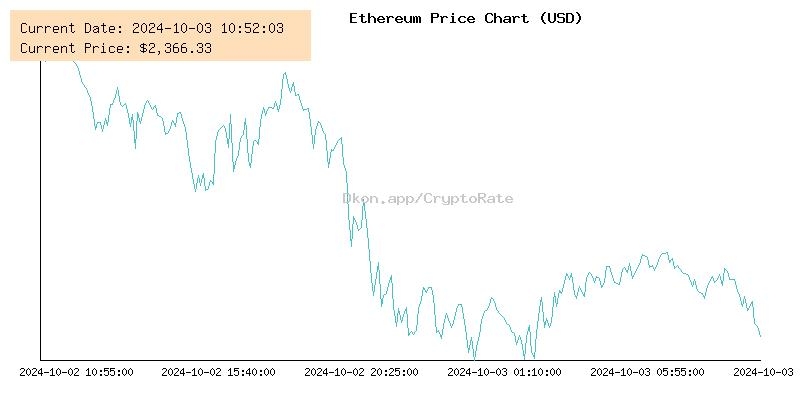 Ethereum Price Chart (USD)
Current Date: 2024-10-03 10:52:03
Current Price: $2,366.33
Dkon.app/CryptoRate
2024-10-02 10:55:00 2024-10-02 15:40:00 2024-10-02 20:25:00 2024-10-03 01:10:00 2024-10-03 05:55:00 2024-10-03